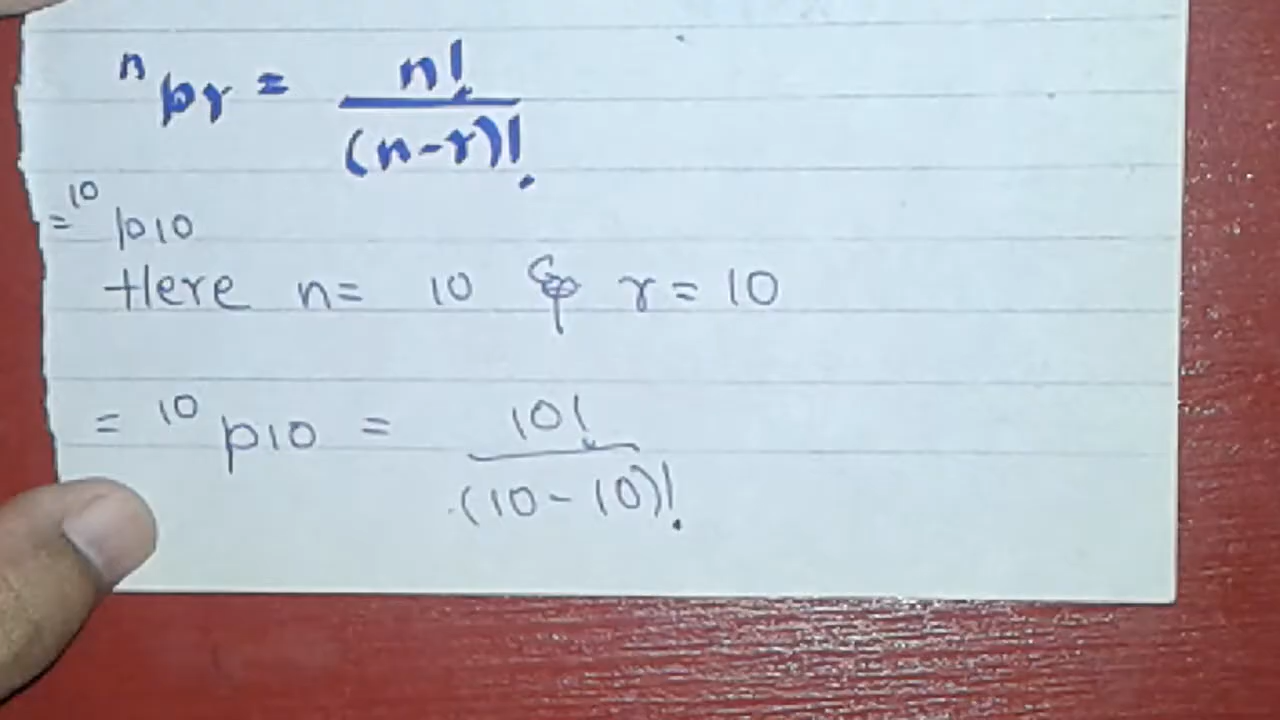 ⁿpr = n! / (n-r)!
= ¹⁰p10
Here n= 10 & r = 10
= ¹⁰p10 = 10! / (10-10)!